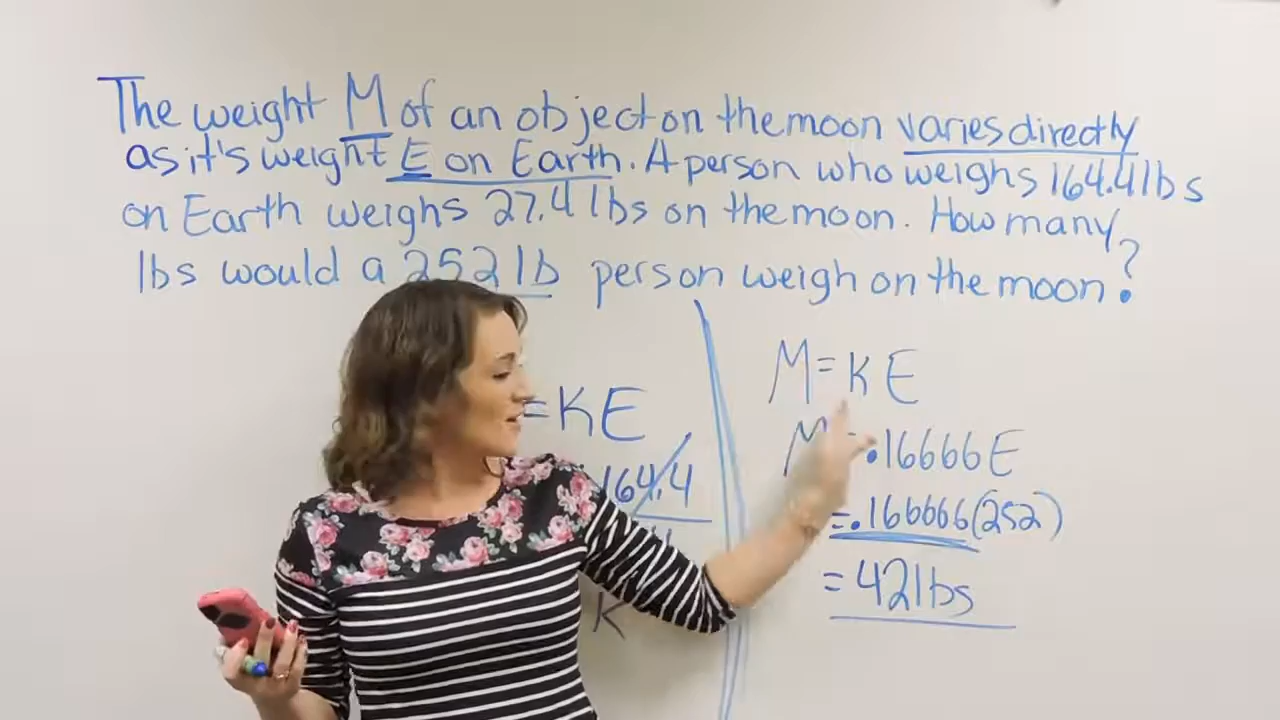 The weight M of an object on the moon varies directly
as it's weight E on Earth. A person who weighs 164.4 lbs
on Earth weighs 27.4 lbs on the moon. How many
lbs would a 252 lb person weigh on the moon?
=KE
164.4
K
M=KE
M=.16666E
=.166666(252)
=42lbs